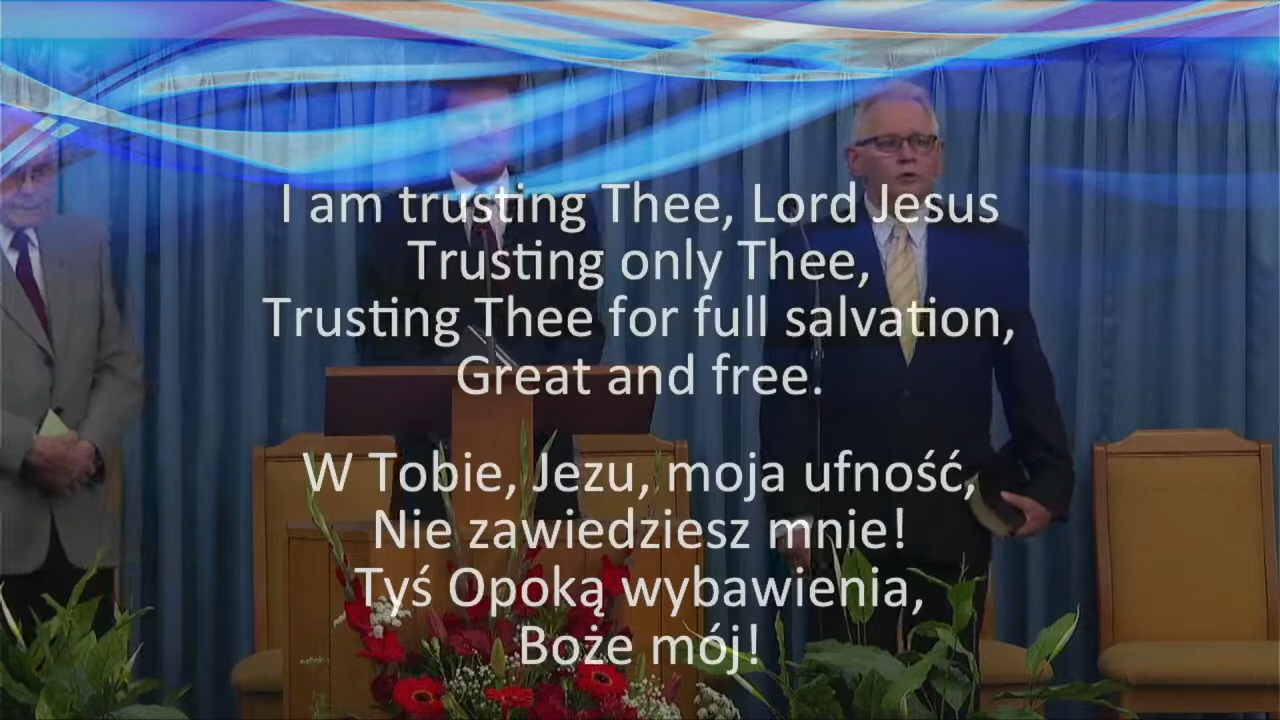 I am trusting Thee, Lord Jesus
Trusting only Thee,
Trusting Thee for full salvation,
Great and free.
W Tobie, Jezu, moja ufność,
Nie zawiedziesz mnie!
Tyś Opoką wybawienia,
Boże mój!